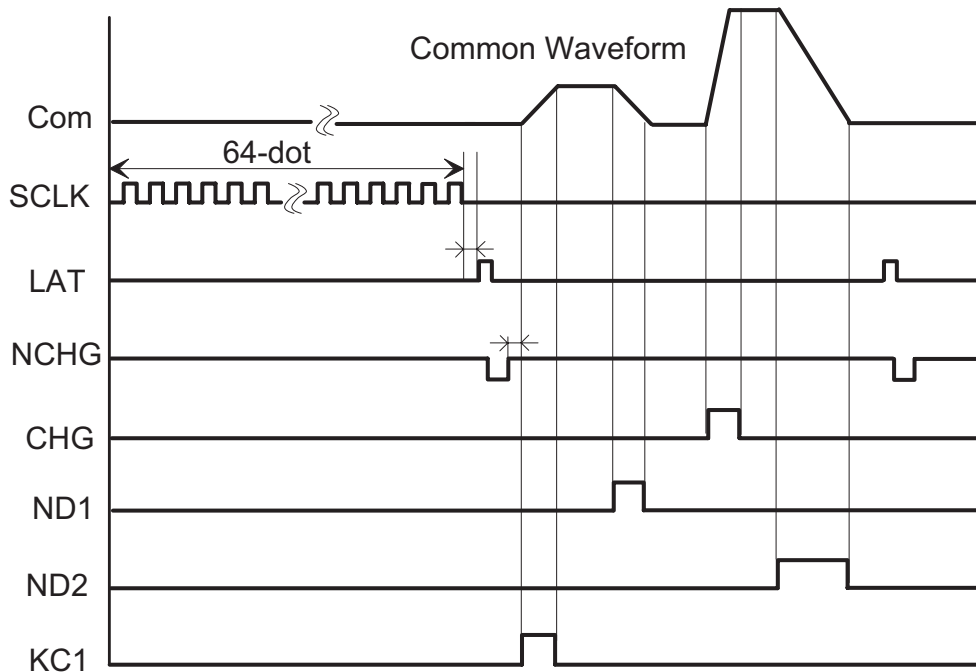 Common Waveform
Com
64-dot
SCLK
LAT
NCHG
CHG
ND1
ND2
KC1